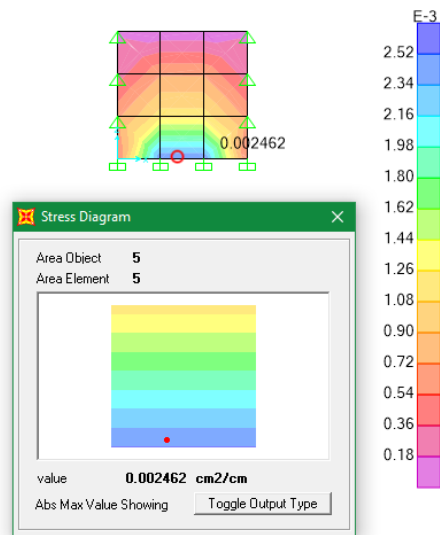 E-3
2.52
2.34
2.16
1.98
1.80
1.62
1.44
1.26
1.08
0.90
0.72
0.54
0.36
0.18
0.002462
Stress Diagram
Area Object 5
Area Element 5
value 0.002462 cm2/cm
Abs Max Value Showing Toggle Output Type